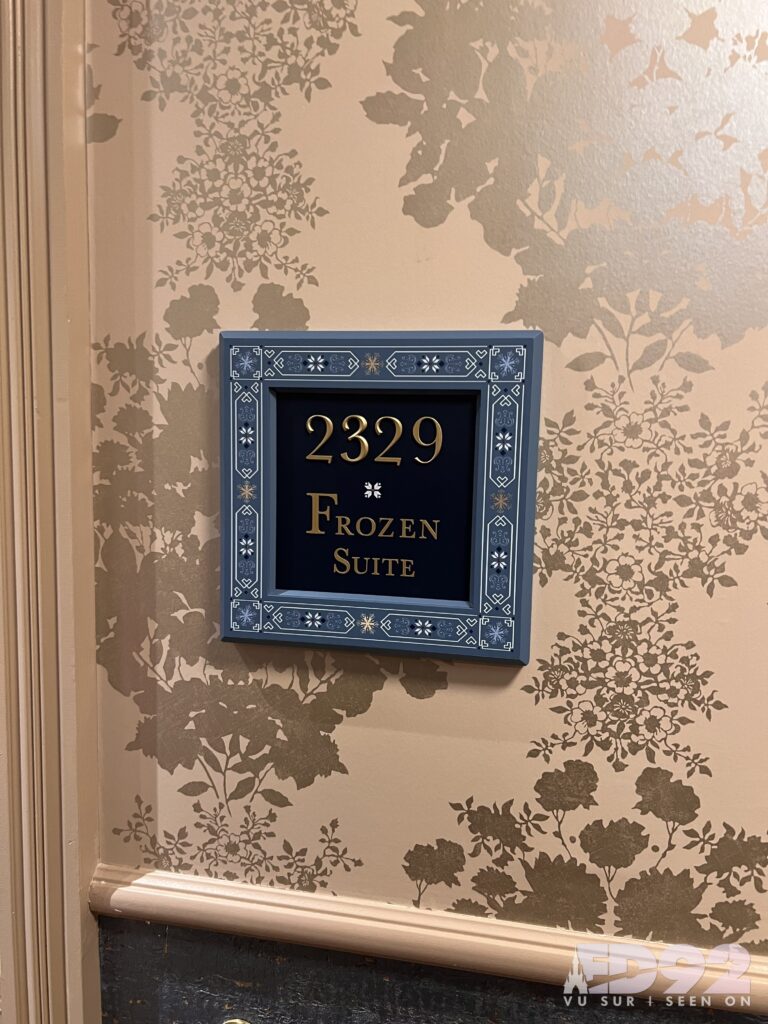 2329
Frozen
Suite
ED92
VU SUR | SEEN ON